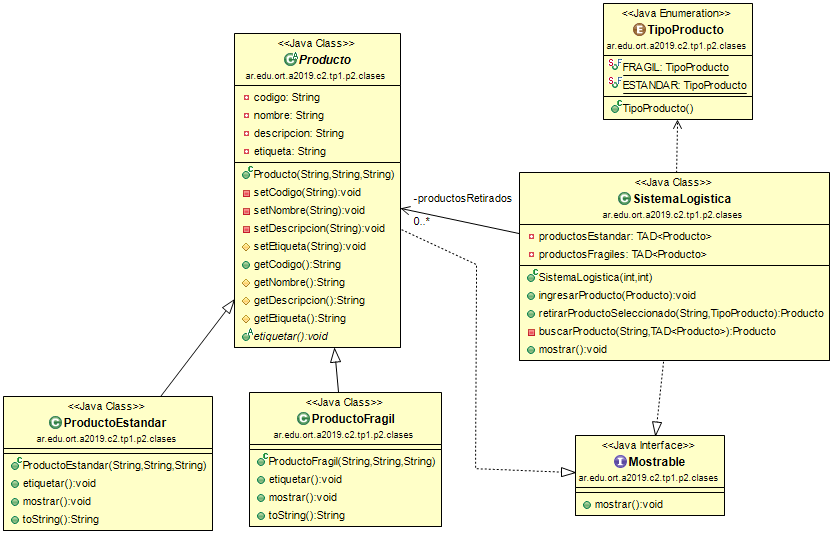 <<Java Class>>
Producto
ar.edu.ort.a2019.c2.tp1.p2.clases
codigo: String
nombre: String
descripcion: String
etiqueta: String
Producto(String,String,String)
setCodigo(String):void
setNombre(String):void
setDescripcion(String):void
setEtiqueta(String):void
getCodigo():String
getNombre():String
getDescripcion():String
getEtiqueta():String
etiquetar():void
<<Java Enumeration>>
TipoProducto
ar.edu.ort.a2019.c2.tp1.p2.clases
FRAGIL: TipoProducto
ESTANDAR: TipoProducto
TipoProducto()
-productosRetirados
0..*
<<Java Class>>
SistemaLogistica
ar.edu.ort.a2019.c2.tp1.p2.clases
productosEstandar: TAD<Producto>
productosFragiles: TAD<Producto>
SistemaLogistica(int,int)
ingresarProducto(Producto):void
retirarProductoSeleccionado(String,TipoProducto):Producto
buscarProducto(String,TAD<Producto>):Producto
mostrar():void
<<Java Class>>
ProductoEstandar
ar.edu.ort.a2019.c2.tp1.p2.clases
ProductoEstandar(String,String,String)
etiquetar():void
mostrar():void
toString():String
<<Java Class>>
ProductoFragil
ar.edu.ort.a2019.c2.tp1.p2.clases
ProductoFragil(String,String,String)
etiquetar():void
mostrar():void
toString():String
<<Java Interface>>
Mostrable
ar.edu.ort.a2019.c2.tp1.p2.clases
mostrar():void